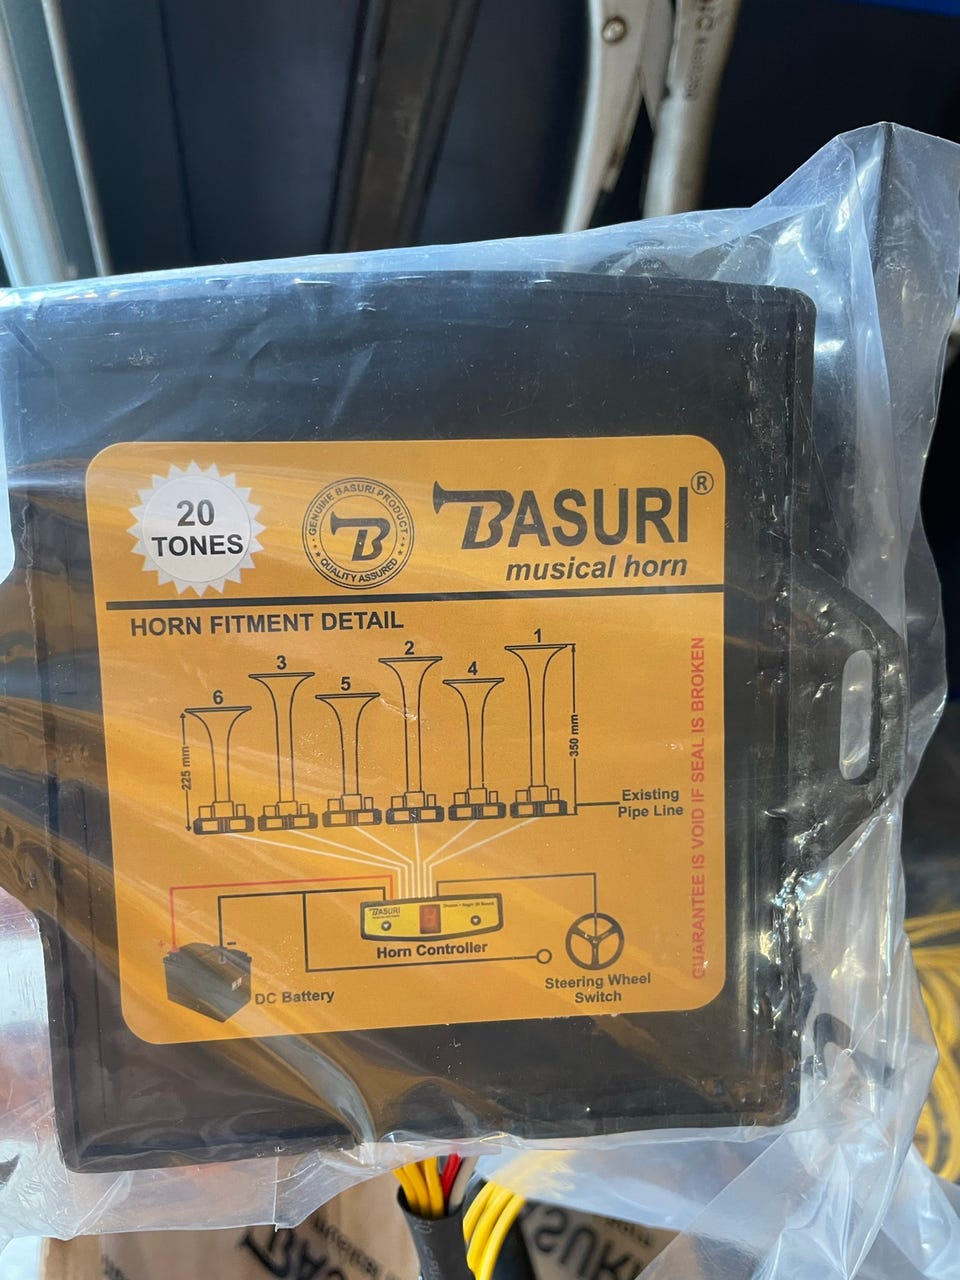 20
TONES
GENUINE BASURI PRODUCT
B
QUALITY ASSURED
BASURI®
musical horn
HORN FITMENT DETAIL
6
3
5
2
4
1
225 mm
350 mm
Existing
Pipe Line
GUARANTEE IS VOID IF SEAL IS BROKEN
BASURI
8
Horn Controller
+
-
DC Battery
Steering Wheel
Switch